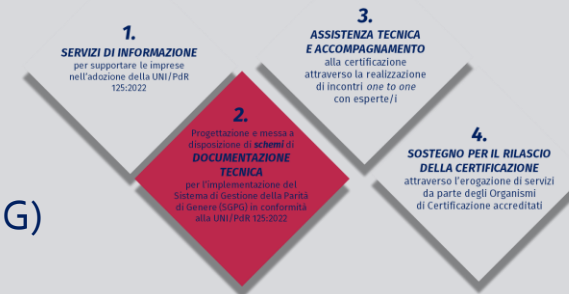 1.
SERVIZI DI INFORMAZIONE
per supportare le imprese
nell'adozione della UNI/PdR
125:2022
2.
Progettazione e messa a
disposizione di schemi di
DOCUMENTAZIONE
TECNICA
per l'implementazione del
Sistema di Gestione della Parità
di Genere (SGPG) in conformità
alla UNI/PdR 125:2022
3.
ASSISTENZA TECNICA
E ACCOMPAGNAMENTO
alla certificazione
attraverso la realizzazione
di incontri one to one
con esperte/i
4.
SOSTEGNO PER IL RILASCIO
DELLA CERTIFICAZIONE
attraverso l'erogazione di servizi
da parte degli Organismi
di Certificazione accreditati
G)